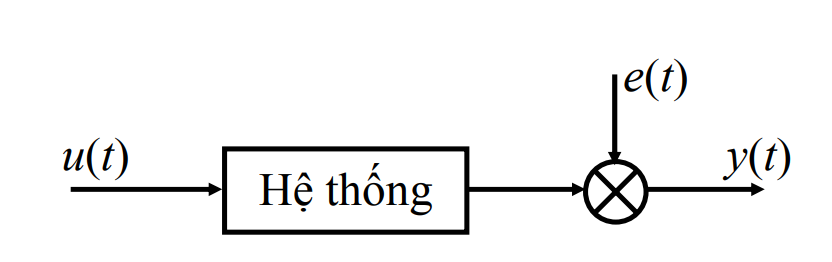 e(t)
u(t)
Hệ thống
y(t)